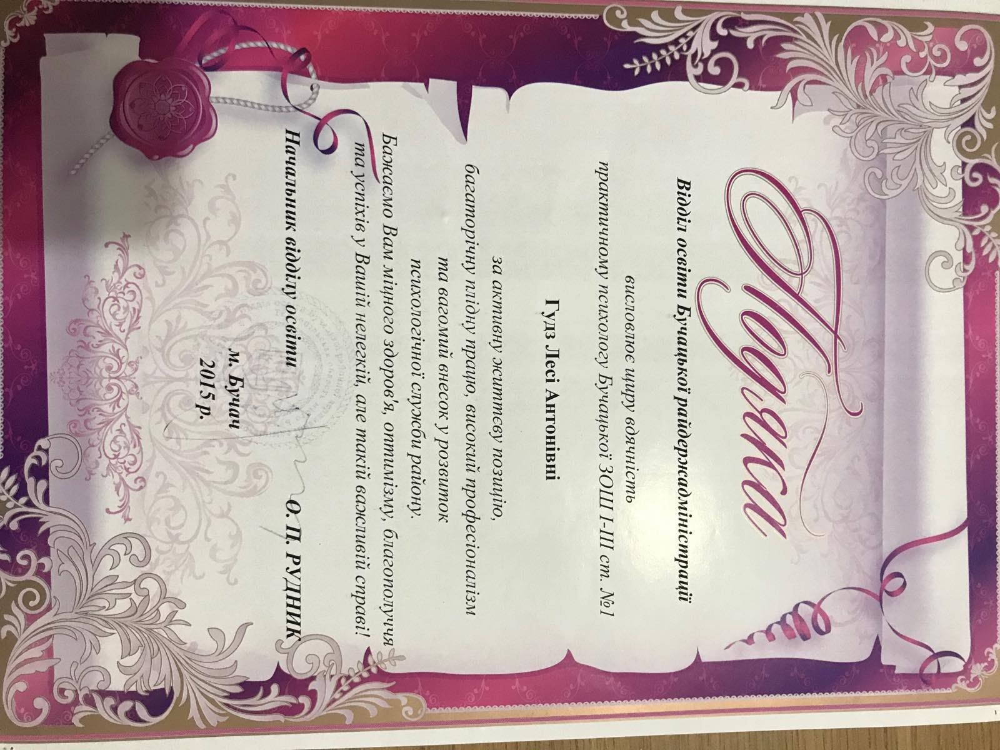 Подяка
Відділ освіти Бучацької райдержадміністрації
висловлює щиру вдячність
практичному психологу Бучацької ЗОШ І-ІІІ ст. №1
Гудз Лесі Антонівні
за активну життєву позицію,
багаторічну плідну працю, високий професіоналізм
та вагомий внесок у розвиток
психологічної служби району.
Бажаємо Вам міцного здоров'я, оптимізму, благополуччя
та успіхів у Вашій нелегкій, але такій важливій справі!
Начальник відділу освіти О. П. РУДНИК
м. Бучач
2015 р.